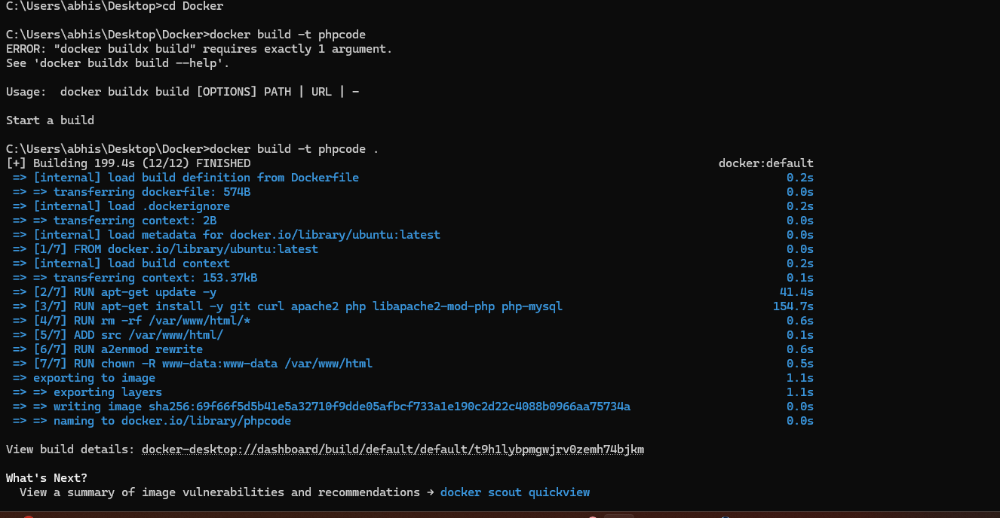 C:\Users\abhis\Desktop>cd Docker
C:\Users\abhis\Desktop\Docker>docker build -t phpcode
ERROR: "docker buildx build" requires exactly 1 argument.
See 'docker buildx build --help'.
Usage:  docker buildx build [OPTIONS] PATH | URL | -
Start a build
C:\Users\abhis\Desktop\Docker>docker build -t phpcode .
[+] Building 199.4s (12/12) FINISHED docker:default
=> [internal] load build definition from Dockerfile 0.2s
=> => transferring dockerfile: 574B 0.0s
=> [internal] load .dockerignore 0.2s
=> => transferring context: 2B 0.0s
=> [internal] load metadata for docker.io/library/ubuntu:latest 0.0s
=> [1/7] FROM docker.io/library/ubuntu:latest 0.0s
=> [internal] load build context 0.2s
=> => transferring context: 153.37kB 0.1s
=> [2/7] RUN apt-get update -y 41.4s
=> [3/7] RUN apt-get install -y git curl apache2 php libapache2-mod-php php-mysql 154.7s
=> [4/7] RUN rm -rf /var/www/html/* 0.6s
=> [5/7] ADD src /var/www/html/ 0.1s
=> [6/7] RUN a2enmod rewrite 0.6s
=> [7/7] RUN chown -R www-data:www-data /var/www/html 0.5s
=> exporting to image 1.1s
=> => exporting layers 1.1s
=> => writing image sha256:69f66f5d5b41e5a32710f9dde05afbcf733a1e190c2d22c4088b0966aa75734a 0.0s
=> => naming to docker.io/library/phpcode 0.0s
View build details: docker-desktop://dashboard/build/default/default/t9h1lybpmgwjrv0zemh74bjkm
What's Next?
View a summary of image vulnerabilities and recommendations → docker scout quickview